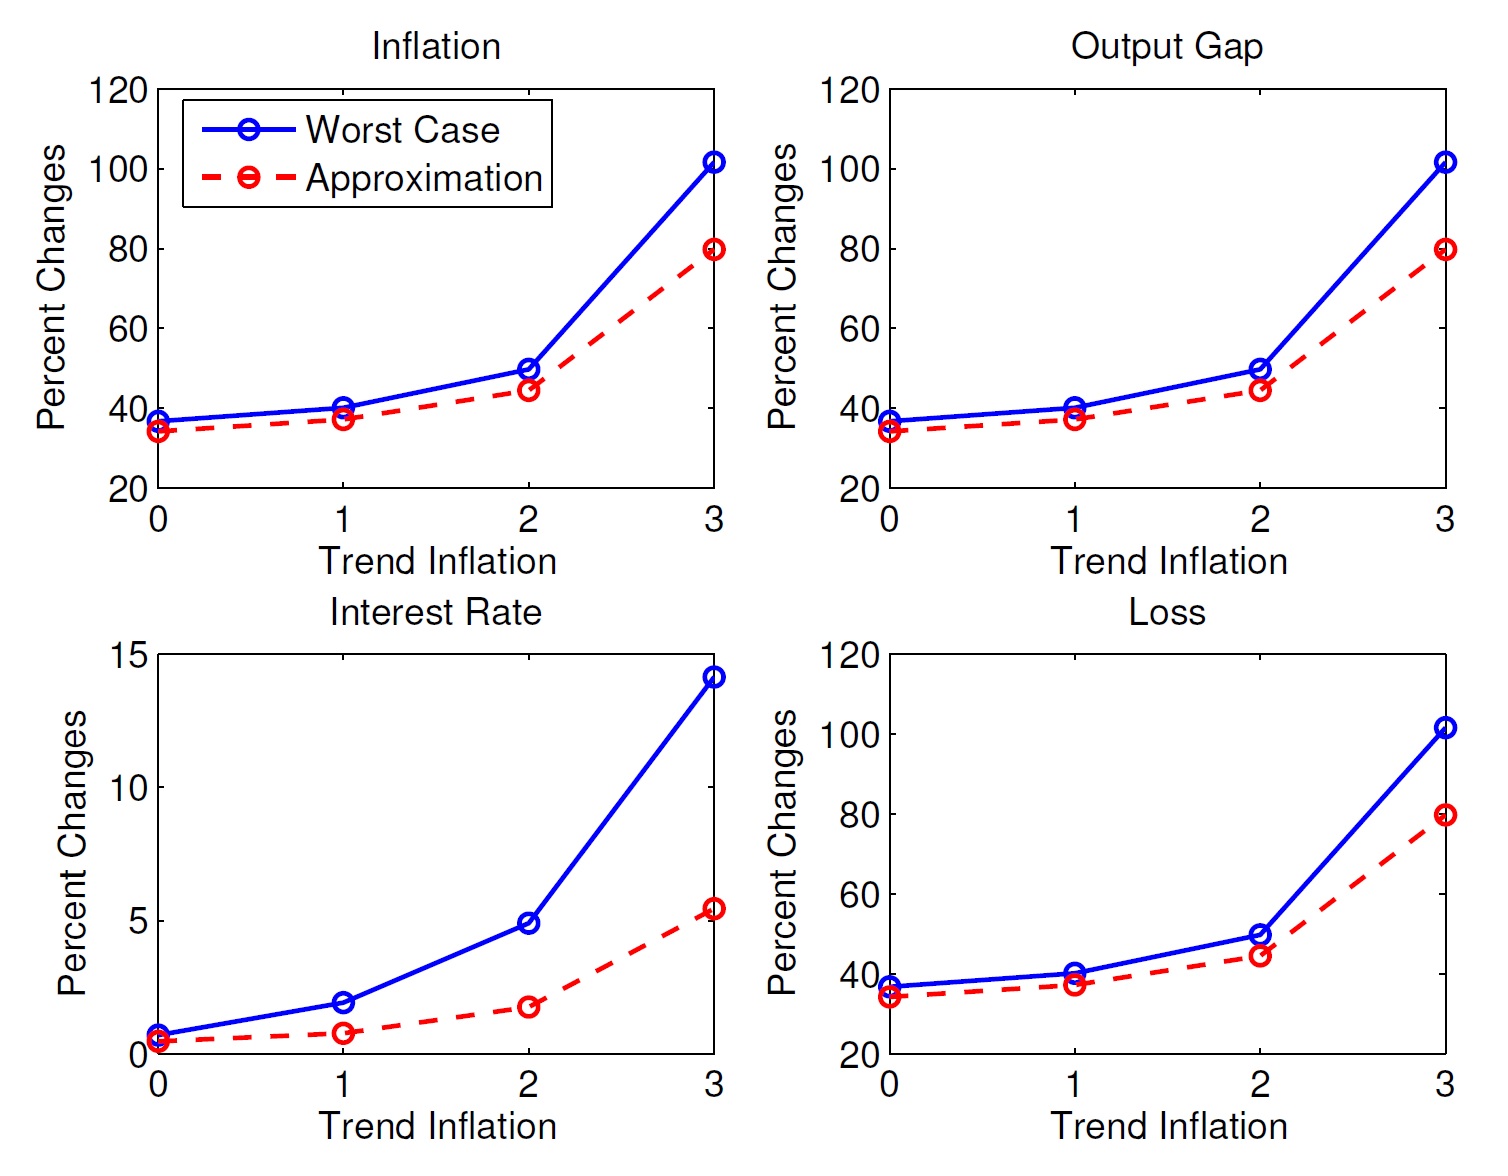 Inflation
120
100
80
60
40
20
Percent Changes
Worst Case
Approximation
0 1 2 3
Trend Inflation
Output Gap
120
100
80
60
40
20
Percent Changes
0 1 2 3
Trend Inflation
Interest Rate
15
10
5
0
Percent Changes
0 1 2 3
Trend Inflation
Loss
120
100
80
60
40
20
Percent Changes
0 1 2 3
Trend Inflation